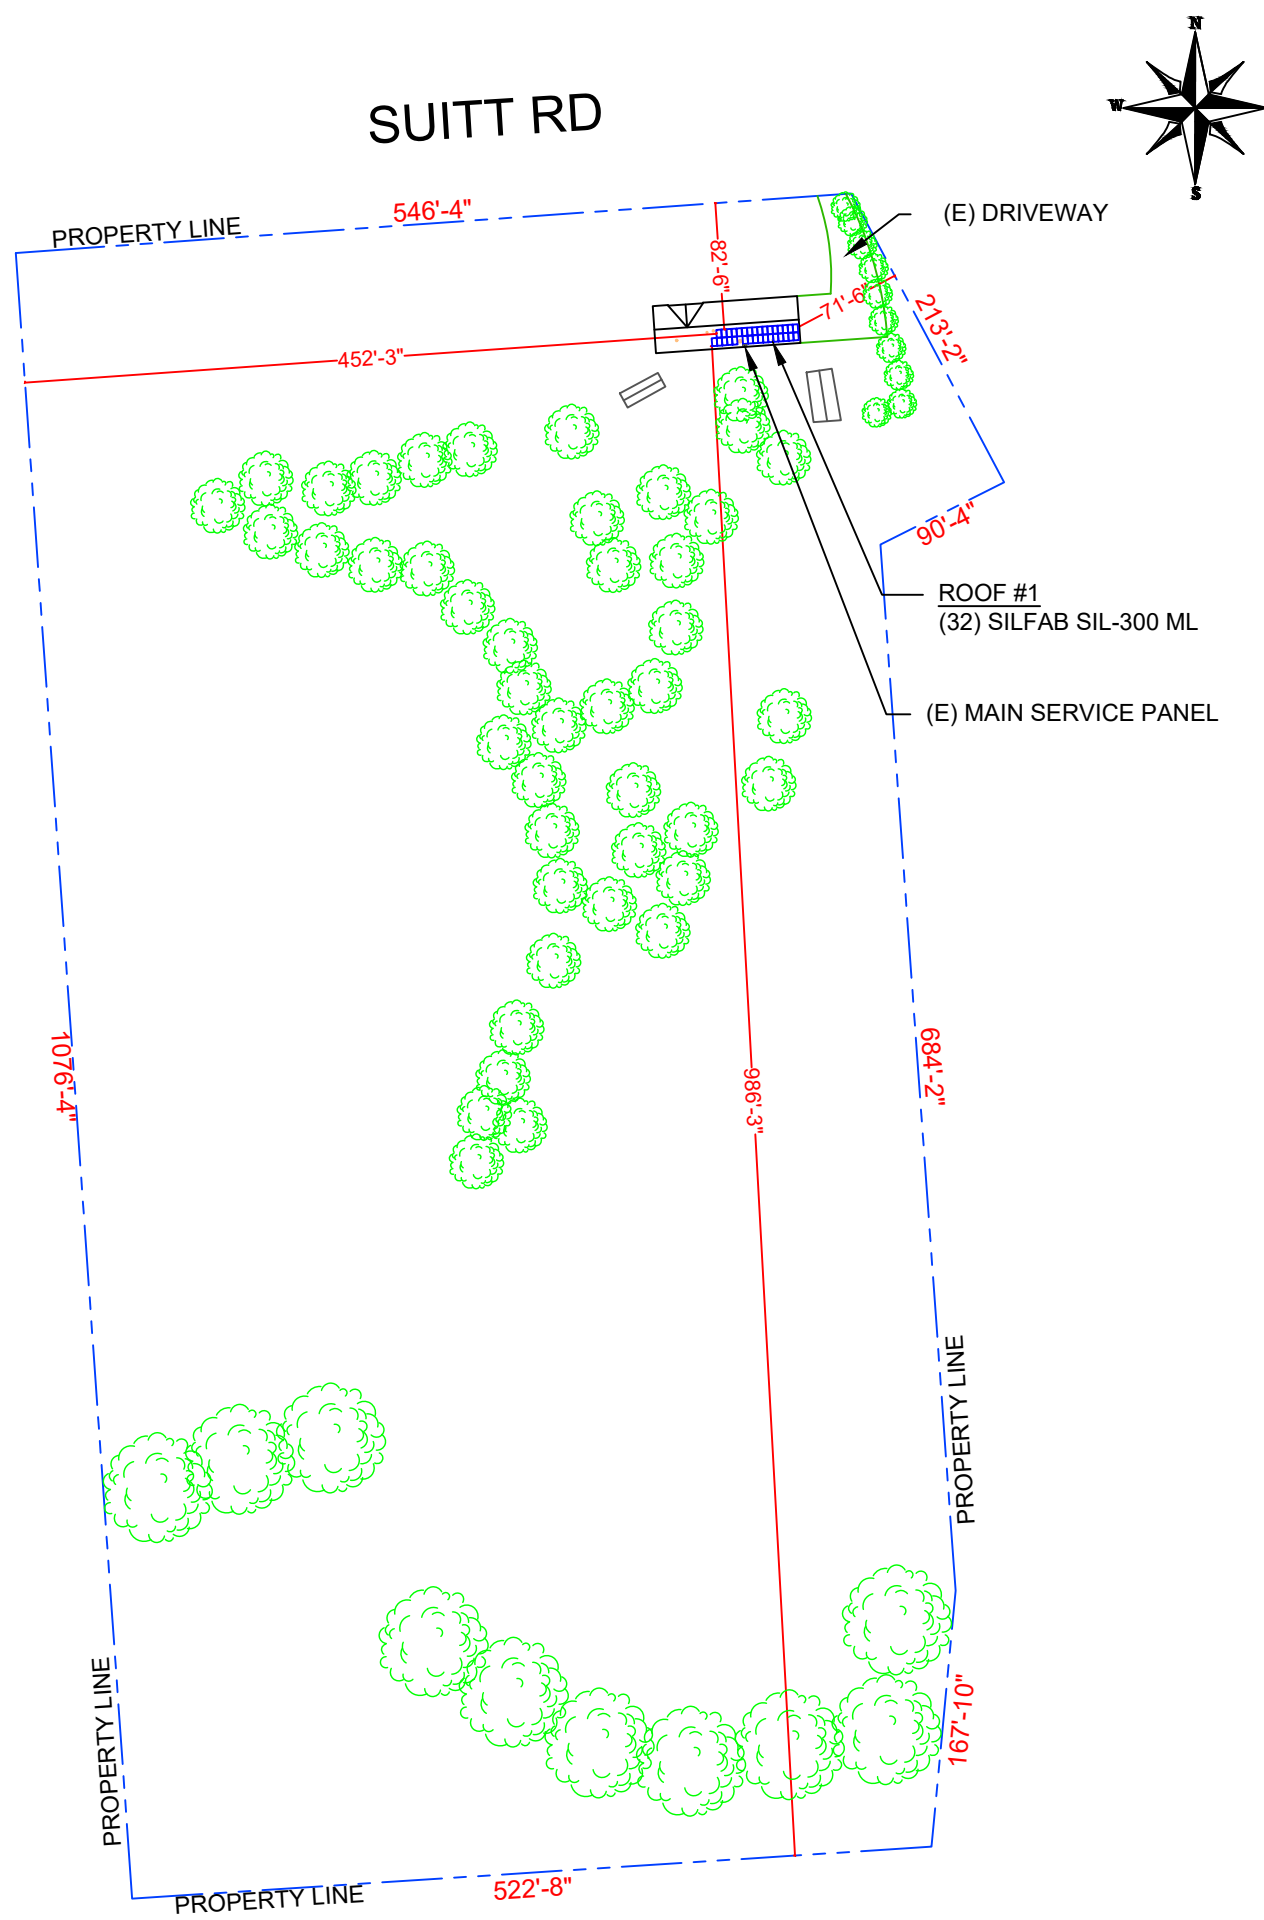 N
W
S
SUITT RD
PROPERTY LINE
546'-4"
(E) DRIVEWAY
82'-6"
71'-6"
213'-2"
452'-3"
90'-4"
ROOF #1
(32) SILFAB SIL-300 ML
(E) MAIN SERVICE PANEL
1076'-4"
986'-3"
684'-2"
PROPERTY LINE
PROPERTY LINE
167'-10"
PROPERTY LINE
522'-8"